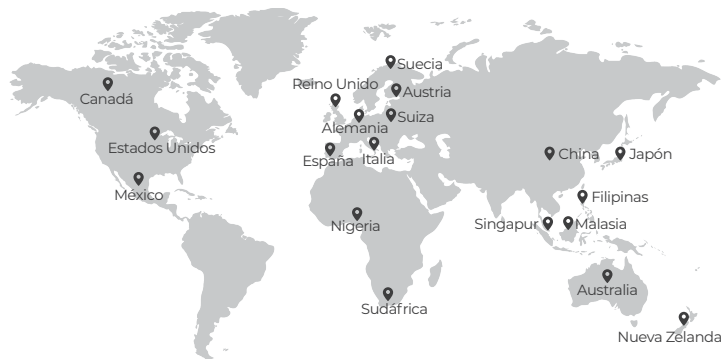 Suecia
Reino Unido
Canadá
Austria
Suiza
Alemania
Estados Unidos
España
Italia
China
Japón
México
Filipinas
Nigeria
Singapur
Malasia
Australia
Sudáfrica
Nueva Zelanda